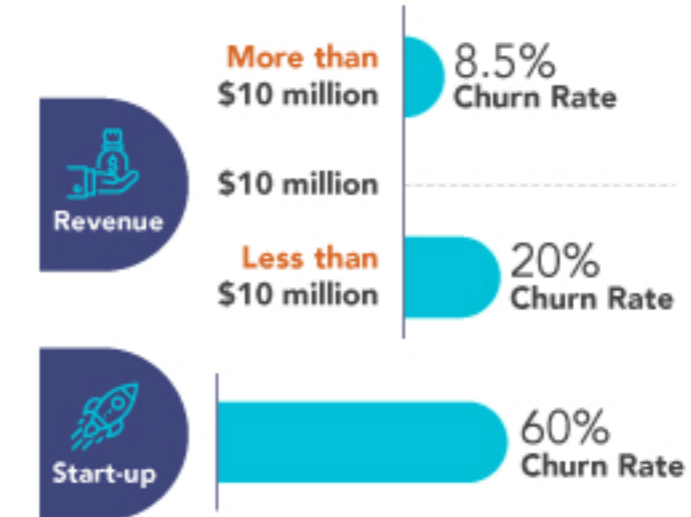 More than
$10 million
8.5%
Churn Rate
Revenue
$10 million
Less than
$10 million
20%
Churn Rate
Start-up
60%
Churn Rate